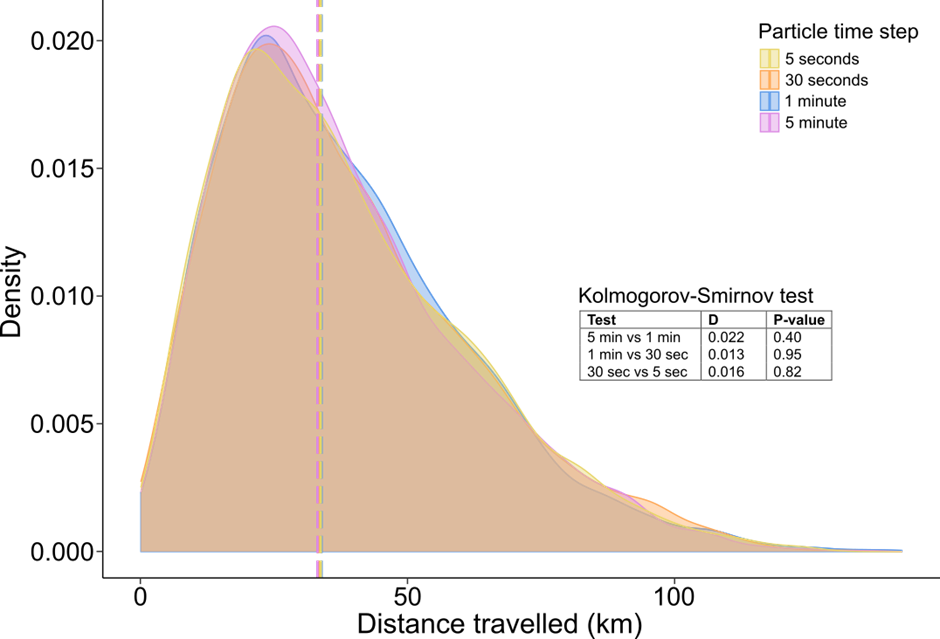 Particle time step
5 seconds
30 seconds
1 minute
5 minute
0.020
0.015
0.010
0.005
0.000
Density
Kolmogorov-Smirnov test
Test D P-value
5 min vs 1 min 0.022 0.40
1 min vs 30 sec 0.013 0.95
30 sec vs 5 sec 0.016 0.82
0 50 100
Distance travelled (km)